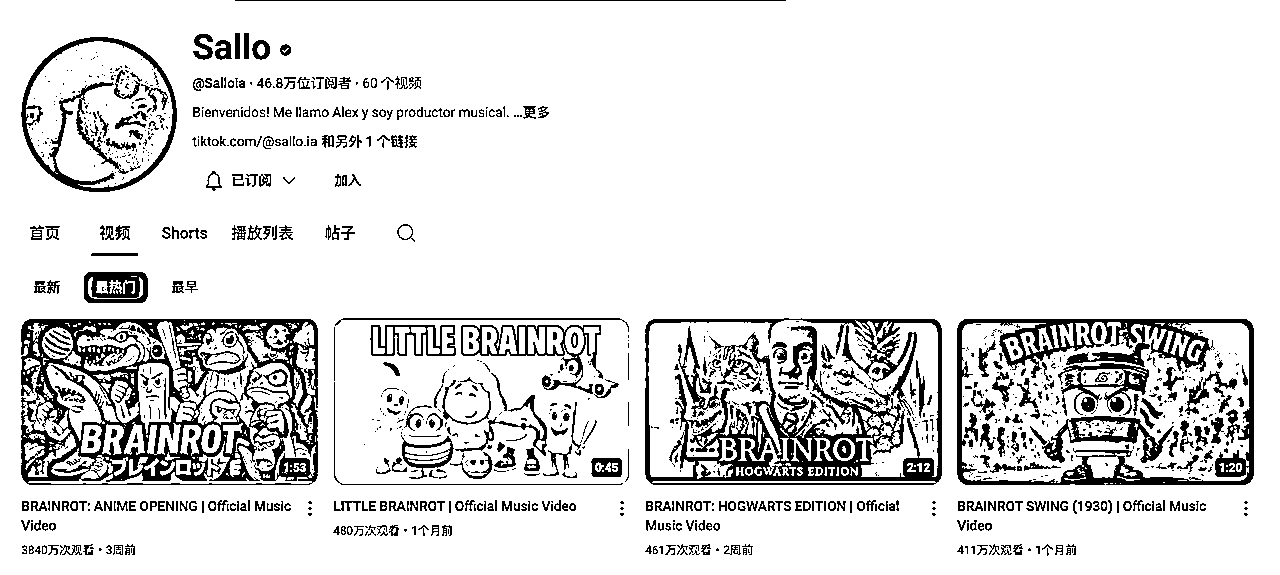 Sallo
@Salloia · 46.8万位订阅者 · 60 个视频
Bienvenidos! Me llamo Alex y soy productor musical. ...更多
tiktok.com/@sallo.ia 和另外 1 个链接
已订阅 加入
首页 视频 Shorts 播放列表 帖子
最新 最热门 最早
BRAINROT
ブレインロット
1:53
LITTLE BRAINROT
0:45
BRAINROT
HOGWARTS EDITION
2:12
BRAINROT SWING
1:20
BRAINROT: ANIME OPENING | Official Music
Video
3840万次观看 · 3周前
LITTLE BRAINROT | Official Music Video
480万次观看 · 1个月前
BRAINROT: HOGWARTS EDITION | Official
Music Video
461万次观看 · 2周前
BRAINROT SWING (1930) | Official Music
Video
411万次观看 · 1个月前